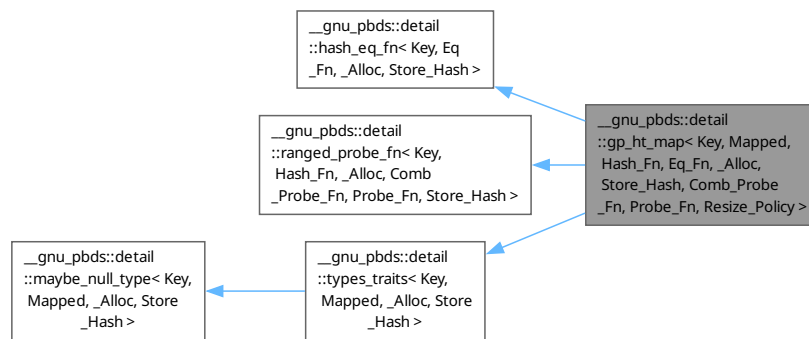 __gnu_pbds::detail
::hash_eq_fn< Key, Eq
_Fn, _Alloc, Store_Hash >
__gnu_pbds::detail
::gp_ht_map< Key, Mapped,
Hash_Fn, Eq_Fn, _Alloc,
Store_Hash, Comb_Probe
_Fn, Probe_Fn, Resize_Policy >
__gnu_pbds::detail
::ranged_probe_fn< Key,
Hash_Fn, _Alloc, Comb
_Probe_Fn, Probe_Fn, Store_Hash >
__gnu_pbds::detail
::maybe_null_type< Key,
Mapped, _Alloc, Store
_Hash >
__gnu_pbds::detail
::types_traits< Key,
Mapped, _Alloc, Store
_Hash >